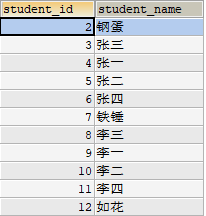 student_id student_name
2 钢蛋
3 张三
4 张一
5 张二
6 张四
7 铁锤
8 李三
9 李一
10 李二
11 李四
12 如花